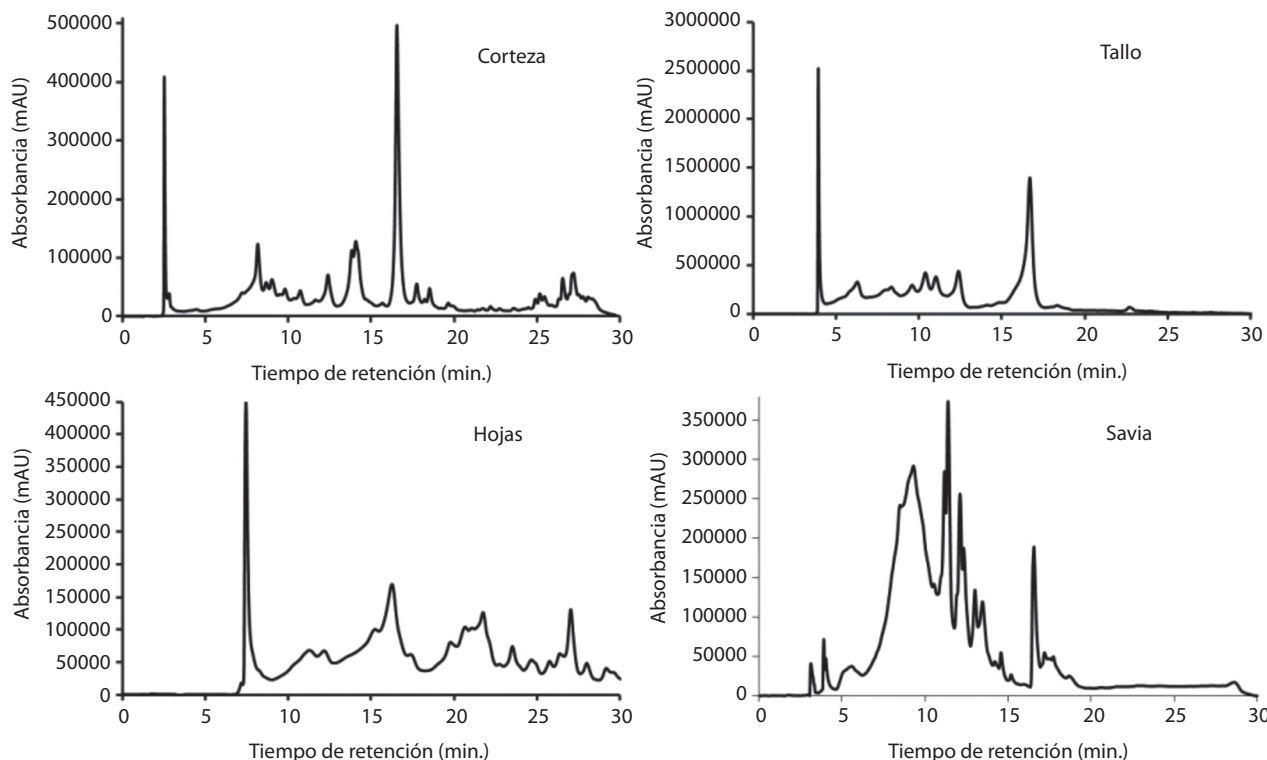 Corteza
Absorbancia (mAU)
500000
400000
300000
200000
100000
0
0 5 10 15 20 25 30
Tiempo de retención (min.)
Tallo
Absorbancia (mAU)
3000000
2500000
2000000
1500000
1000000
500000
0
0 5 10 15 20 25 30
Tiempo de retención (min.)
Hojas
Absorbancia (mAU)
450000
400000
350000
300000
250000
200000
150000
100000
50000
0
0 5 10 15 20 25 30
Tiempo de retención (min.)
Savia
Absorbancia (mAU)
350000
300000
250000
200000
150000
100000
50000
0
0 5 10 15 20 25 30
Tiempo de retención (min.)